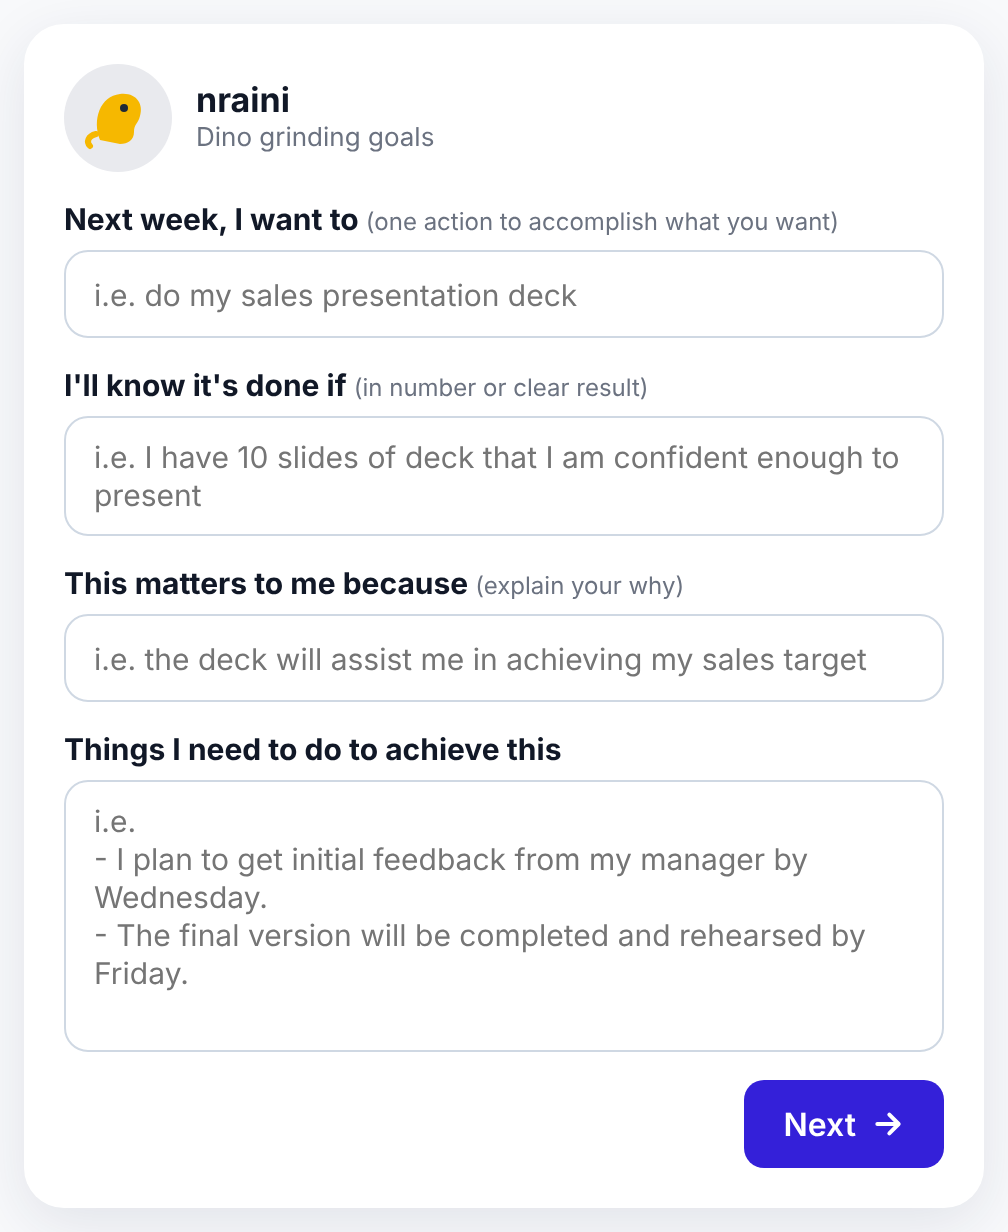 nraini
Dino grinding goals
Next week, I want to (one action to accomplish what you want)
i.e. do my sales presentation deck
I'll know it's done if (in number or clear result)
i.e. I have 10 slides of deck that I am confident enough to
present
This matters to me because (explain your why)
i.e. the deck will assist me in achieving my sales target
Things I need to do to achieve this
i.e.
- I plan to get initial feedback from my manager by
Wednesday.
- The final version will be completed and rehearsed by
Friday.
Next →